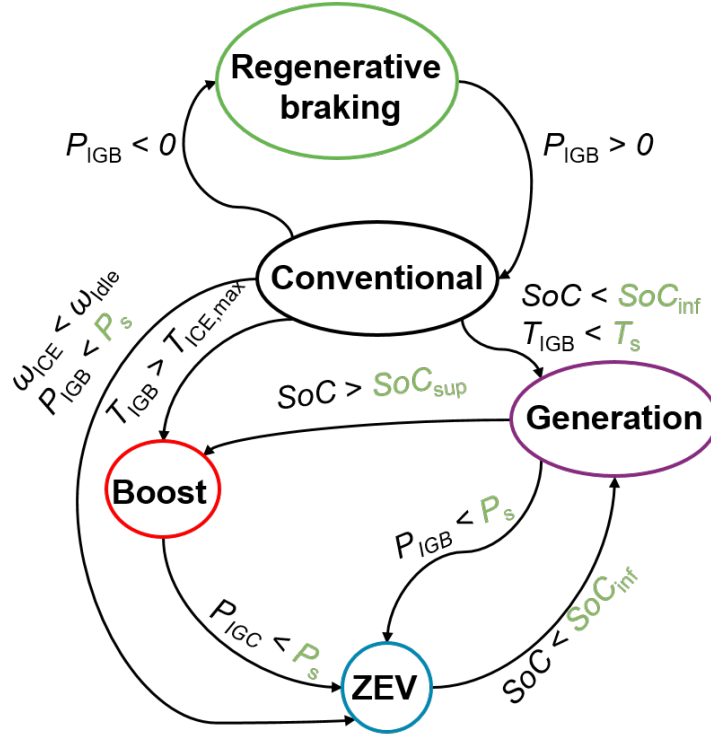 Regenerative
braking
P_IGB < 0
P_IGB > 0
Conventional
SoC < SoC_inf
T_IGB < T_s
ω_ICE < ω_Idle
P_IGB < P_s
T_IGB > T_ICE,max
SoC > SoC_sup
Generation
Boost
P_IGB < P_s
P_IGC < P_s
SoC < SoC_inf
ZEV